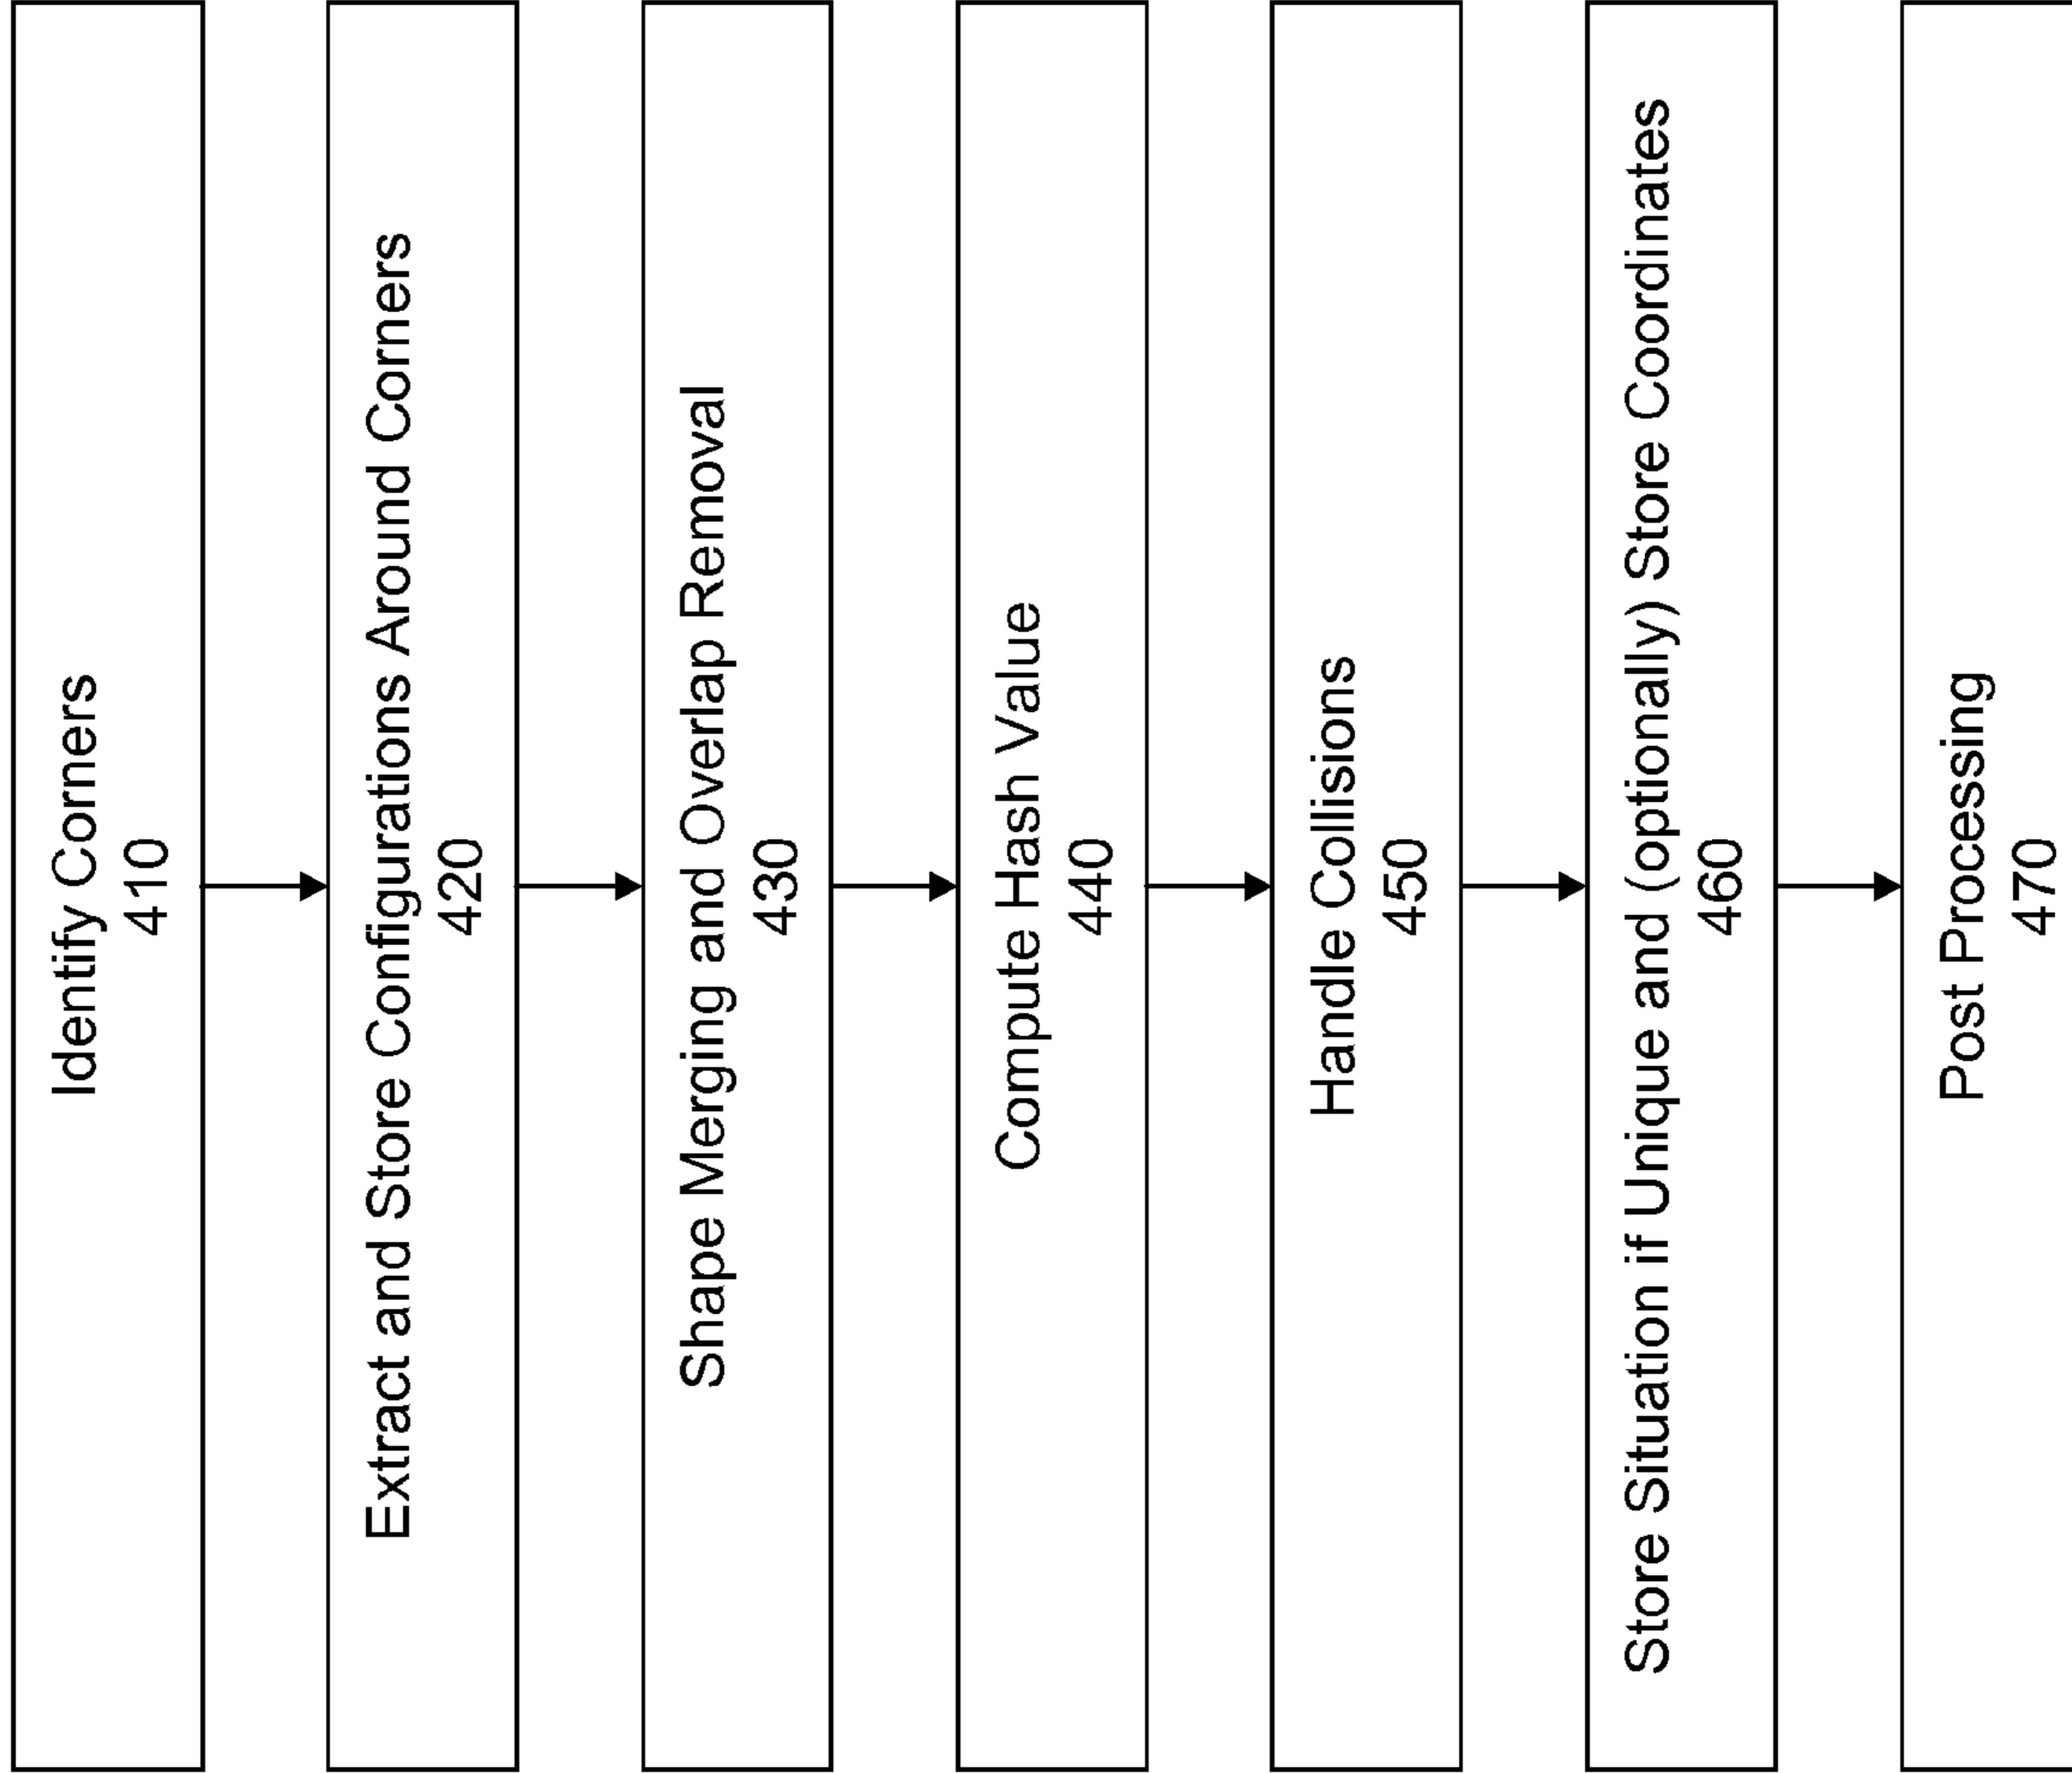 Identify Corners
410
Extract and Store Configurations Around Corners
420
Shape Merging and Overlap Removal
430
Compute Hash Value
440
Handle Collisions
450
Store Situation if Unique and (optionally) Store Coordinates
460
Post Processing
470